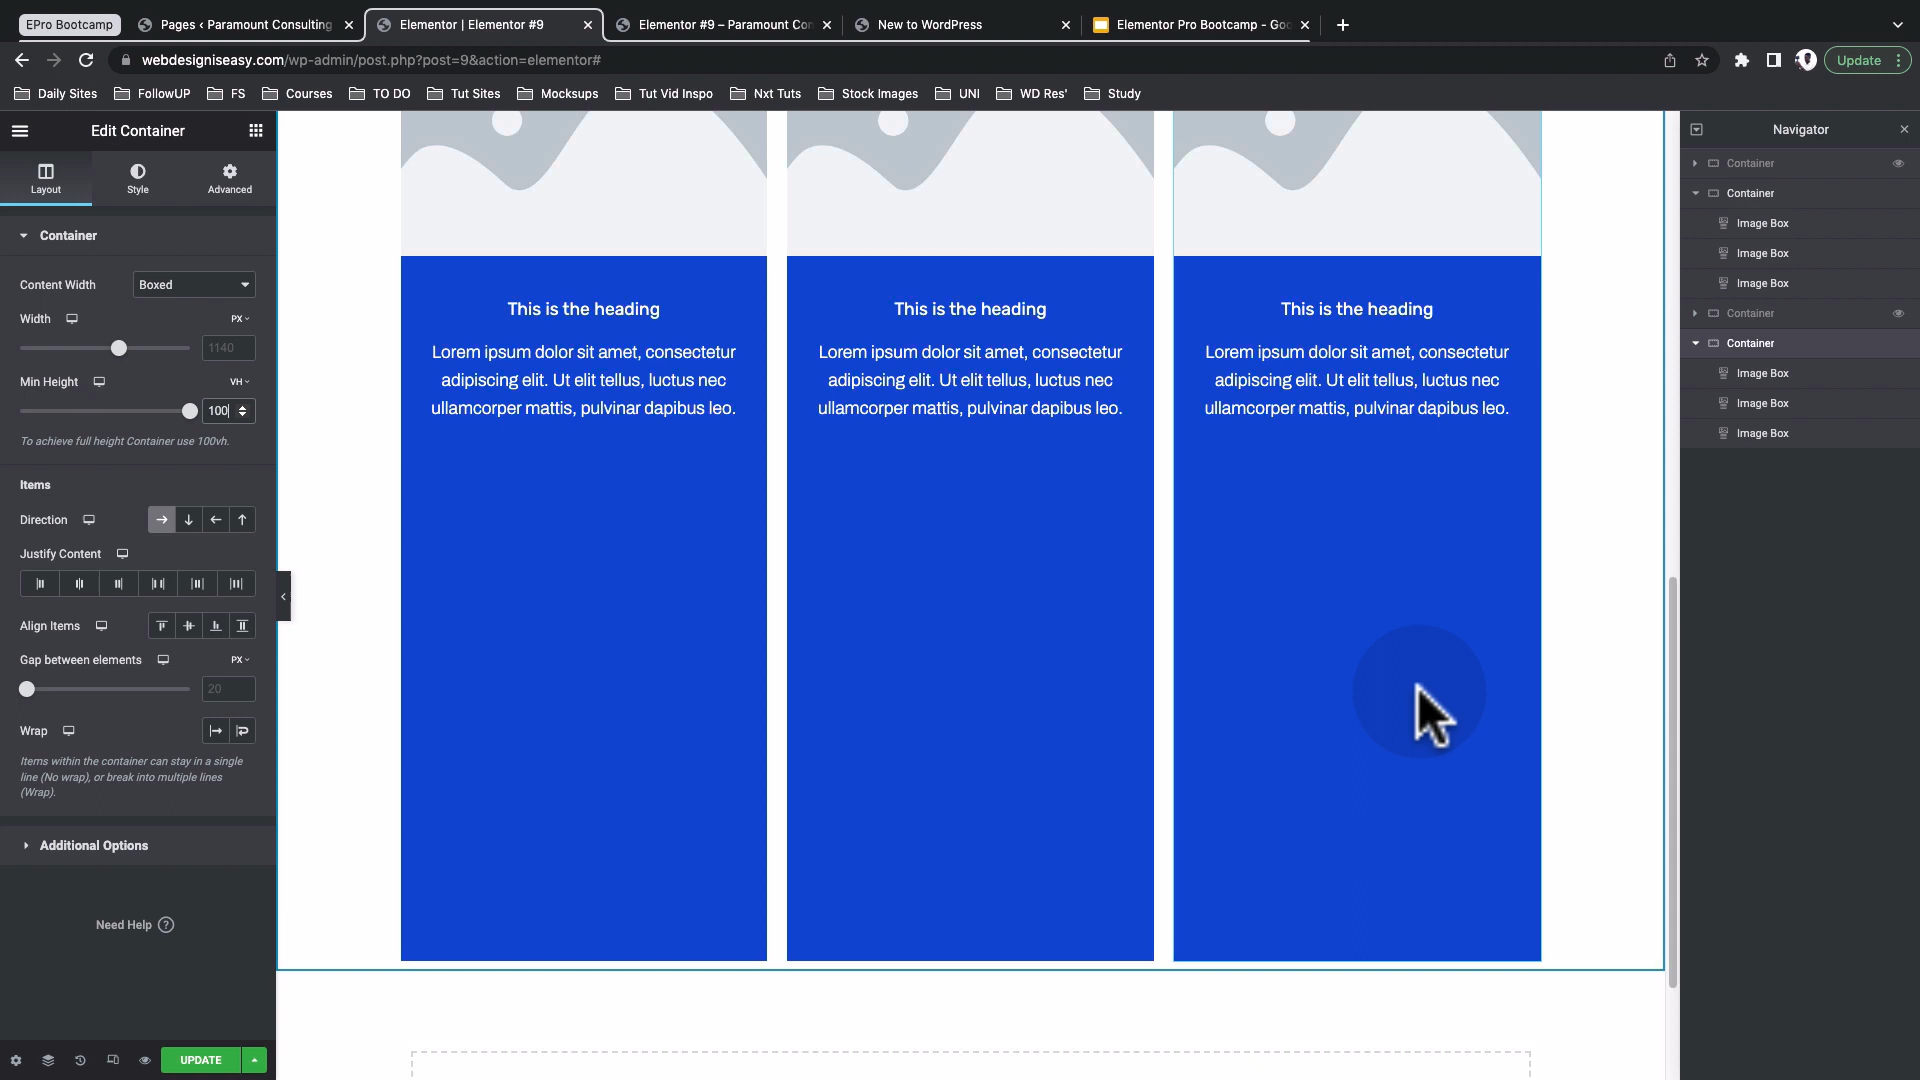 EPro Bootcamp
Pages ‹ Paramount Consulting
Elementor | Elementor #9
Elementor #9 – Paramount Con
New to WordPress
Elementor Pro Bootcamp - Goo
webdesigniseasy.com/wp-admin/post.php?post=9&action=elementor#
Update
Daily Sites
FollowUP
FS
Courses
TO DO
Tut Sites
Mocksups
Tut Vid Inspo
Nxt Tuts
Stock Images
UNI
WD Res'
Study
Edit Container
Layout
Style
Advanced
Container
Content Width
Boxed
Width
PX
1140
Min Height
VH
100
To achieve full height Container use 100vh.
Items
Direction
Justify Content
Align Items
Gap between elements
PX
20
Wrap
Items within the container can stay in a single
line (No wrap), or break into multiple lines
(Wrap).
Additional Options
Need Help ?
UPDATE
This is the heading
Lorem ipsum dolor sit amet, consectetur
adipiscing elit. Ut elit tellus, luctus nec
ullamcorper mattis, pulvinar dapibus leo.
This is the heading
Lorem ipsum dolor sit amet, consectetur
adipiscing elit. Ut elit tellus, luctus nec
ullamcorper mattis, pulvinar dapibus leo.
This is the heading
Lorem ipsum dolor sit amet, consectetur
adipiscing elit. Ut elit tellus, luctus nec
ullamcorper mattis, pulvinar dapibus leo.
Navigator
Container
Container
Image Box
Image Box
Image Box
Container
Container
Image Box
Image Box
Image Box